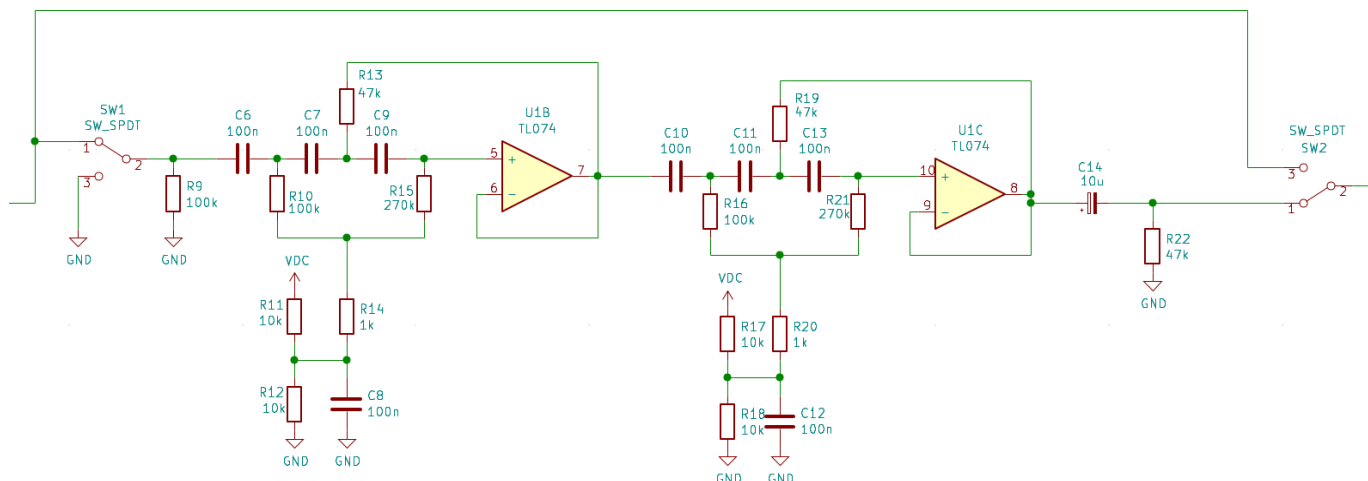 SW1
SW_SPDT
1
2
3
GND
R9
100k
GND
C6
100n
R10
100k
C7
100n
R13
47k
C9
100n
R15
270k
VDC
R11
10k
R14
1k
R12
10k
C8
100n
GND
GND
U1B
TL074
5
+
6
−
7
C10
100n
R16
100k
C11
100n
R19
47k
C13
100n
R21
270k
VDC
R17
10k
R20
1k
R18
10k
C12
100n
GND
GND
U1C
TL074
10
+
9
−
8
C14
10u
+
R22
47k
GND
SW_SPDT
SW2
3
2
1